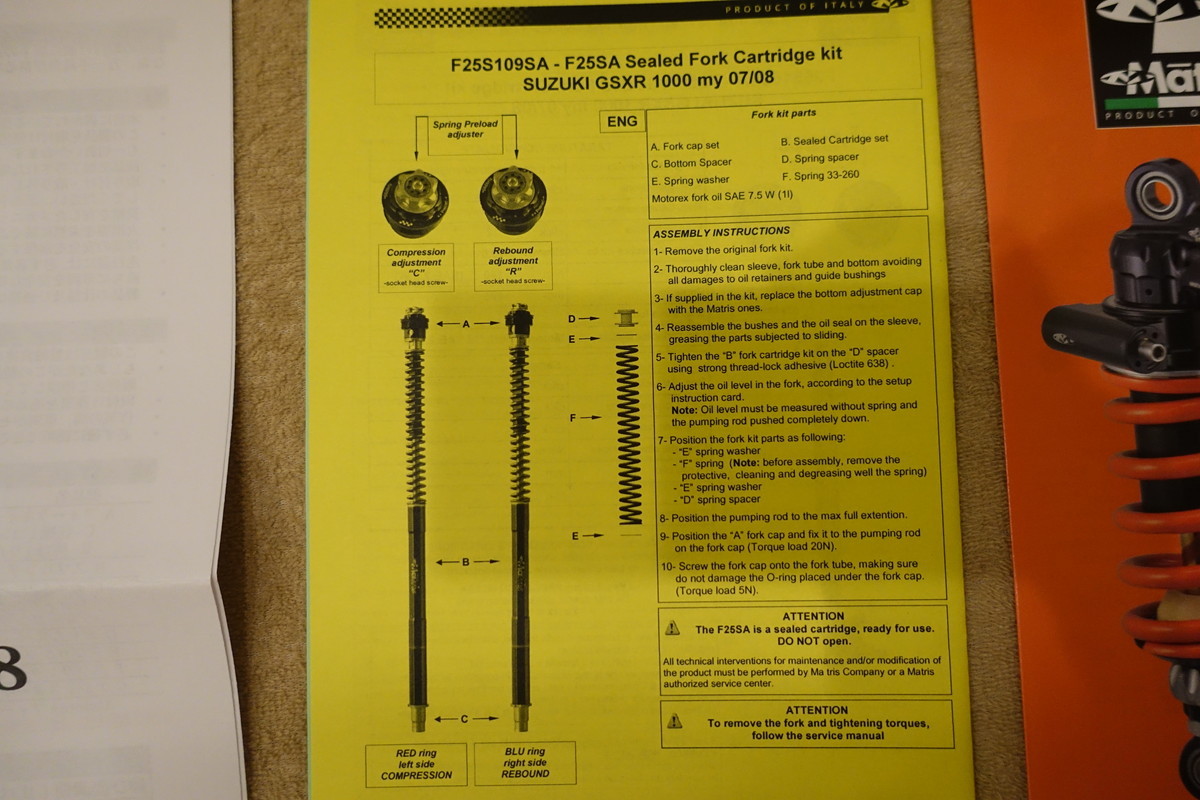 PRODUCT OF ITALY
F25S109SA - F25SA Sealed Fork Cartridge kit
SUZUKI GSXR 1000 my 07/08
Spring Preload
adjuster
Compression
adjustment
“C”
-socket head screw-
Rebound
adjustment
“R”
-socket head screw-
A
B
C
D
E
F
E
RED ring
left side
COMPRESSION
BLU ring
right side
REBOUND
ENG
Fork kit parts
A. Fork cap set
B. Sealed Cartridge set
C. Bottom Spacer
D. Spring spacer
E. Spring washer
F. Spring 33-260
Motorex fork oil SAE 7.5 W (1l)
ASSEMBLY INSTRUCTIONS
1- Remove the original fork kit.
2- Thoroughly clean sleeve, fork tube and bottom avoiding
all damages to oil retainers and guide bushings
3- If supplied in the kit, replace the bottom adjustment cap
with the Matris ones.
4- Reassemble the bushes and the oil seal on the sleeve,
greasing the parts subjected to sliding.
5- Tighten the “B” fork cartridge kit on the “D” spacer
using strong thread-lock adhesive (Loctite 638) .
6- Adjust the oil level in the fork, according to the setup
instruction card.
Note: Oil level must be measured without spring and
the pumping rod pushed completely down.
7- Position the fork kit parts as following:
- “E” spring washer
- “F” spring (Note: before assembly, remove the
protective, cleaning and degreasing well the spring)
- “E” spring washer
- “D” spring spacer
8- Position the pumping rod to the max full extention.
9- Position the “A” fork cap and fix it to the pumping rod
on the fork cap (Torque load 20N).
10- Screw the fork cap onto the fork tube, making sure
do not damage the O-ring placed under the fork cap.
(Torque load 5N).
ATTENTION
The F25SA is a sealed cartridge, ready for use.
DO NOT open.
All technical interventions for maintenance and/or modification of
the product must be performed by Ma tris Company or a Matris
authorized service center.
ATTENTION
To remove the fork and tightening torques,
follow the service manual
8
PRODUCT